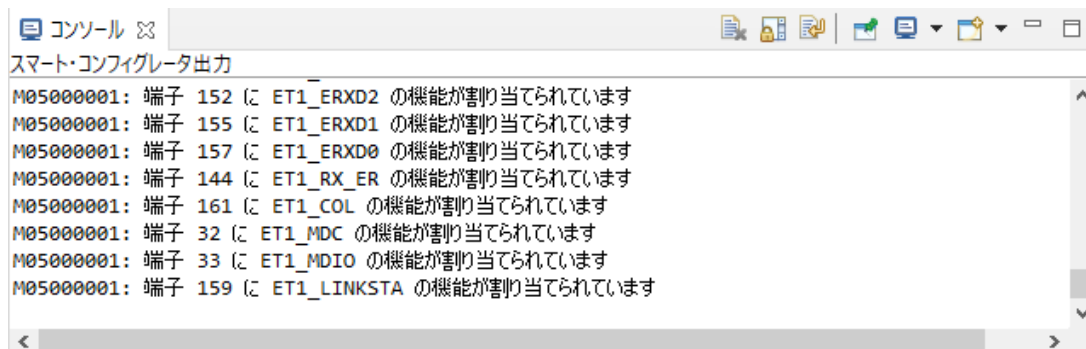 コンソール
スマート・コンフィグレータ出力
M05000001: 端子 152 に ET1_ERXD2 の機能が割り当てられています
M05000001: 端子 155 に ET1_ERXD1 の機能が割り当てられています
M05000001: 端子 157 に ET1_ERXD0 の機能が割り当てられています
M05000001: 端子 144 に ET1_RX_ER の機能が割り当てられています
M05000001: 端子 161 に ET1_COL の機能が割り当てられています
M05000001: 端子 32 に ET1_MDC の機能が割り当てられています
M05000001: 端子 33 に ET1_MDIO の機能が割り当てられています
M05000001: 端子 159 に ET1_LINKSTA の機能が割り当てられています